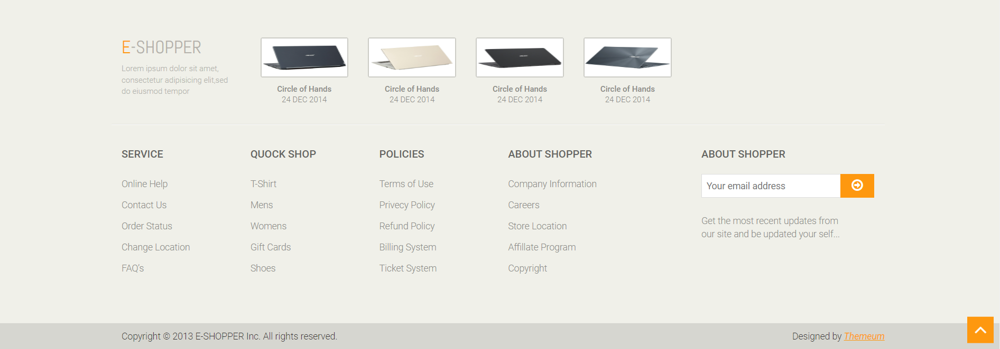 E-SHOPPER
Lorem ipsum dolor sit amet,
consectetur adipisicing elit,sed
do eiusmod tempor
Circle of Hands
24 DEC 2014
Circle of Hands
24 DEC 2014
Circle of Hands
24 DEC 2014
Circle of Hands
24 DEC 2014
SERVICE
Online Help
Contact Us
Order Status
Change Location
FAQ's
QUOCK SHOP
T-Shirt
Mens
Womens
Gift Cards
Shoes
POLICIES
Terms of Use
Privecy Policy
Refund Policy
Billing System
Ticket System
ABOUT SHOPPER
Company Information
Careers
Store Location
Affillate Program
Copyright
ABOUT SHOPPER
Your email address
Get the most recent updates from
our site and be updated your self...
Copyright © 2013 E-SHOPPER Inc. All rights reserved.
Designed by Themeum